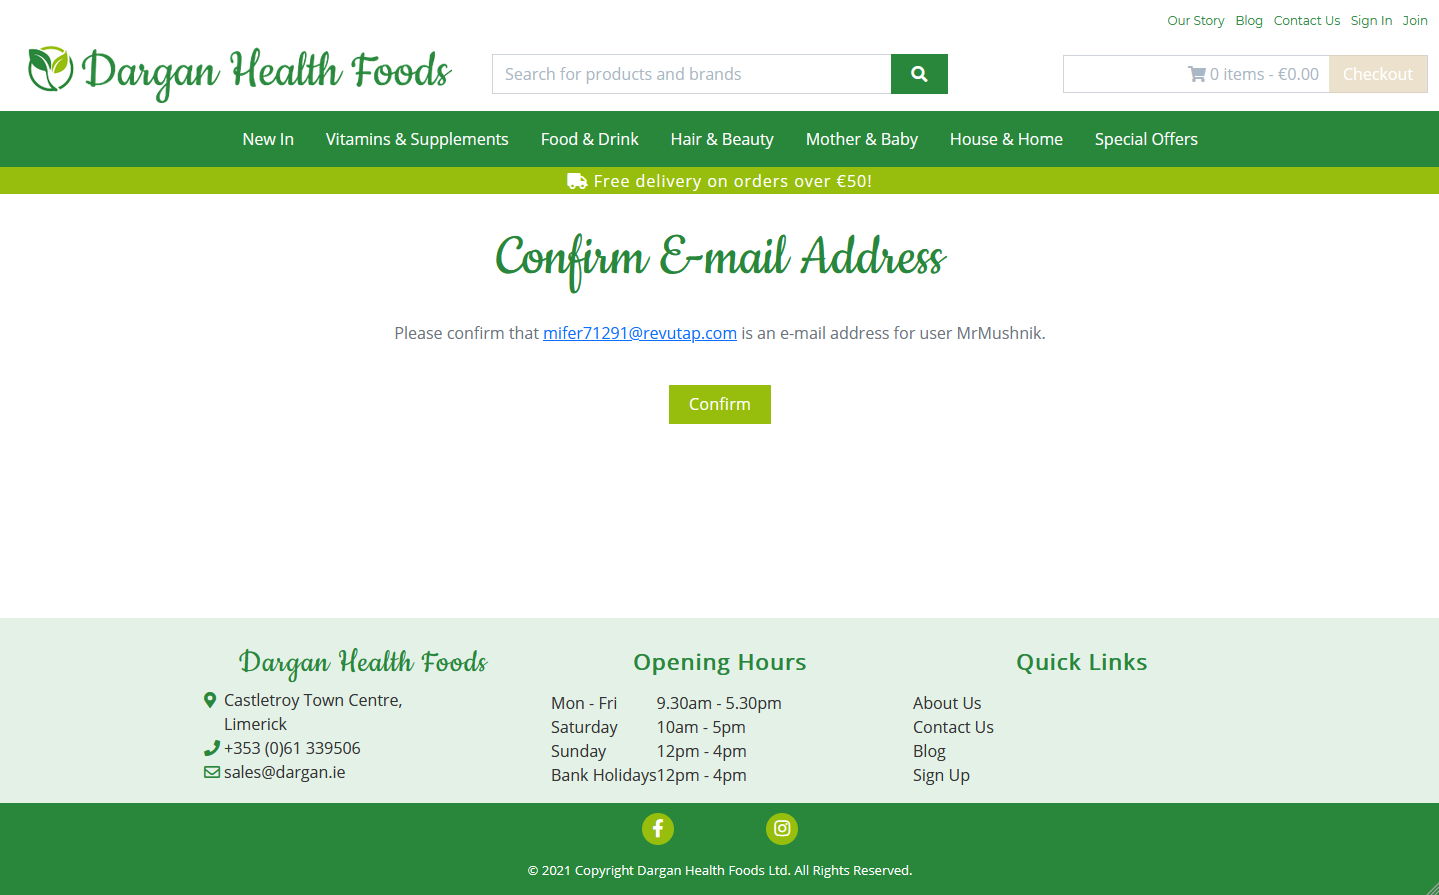 Our Story Blog Contact Us Sign In Join
Dargan Health Foods
Search for products and brands
0 items - €0.00 Checkout
New In Vitamins & Supplements Food & Drink Hair & Beauty Mother & Baby House & Home Special Offers
Free delivery on orders over €50!
Confirm E-mail Address
Please confirm that mifer71291@revutap.com is an e-mail address for user MrMushnik.
Confirm
Dargan Health Foods
Castletroy Town Centre,
Limerick
+353 (0)61 339506
sales@dargan.ie
Opening Hours
Mon - Fri 9.30am - 5.30pm
Saturday 10am - 5pm
Sunday 12pm - 4pm
Bank Holidays 12pm - 4pm
Quick Links
About Us
Contact Us
Blog
Sign Up
© 2021 Copyright Dargan Health Foods Ltd. All Rights Reserved.